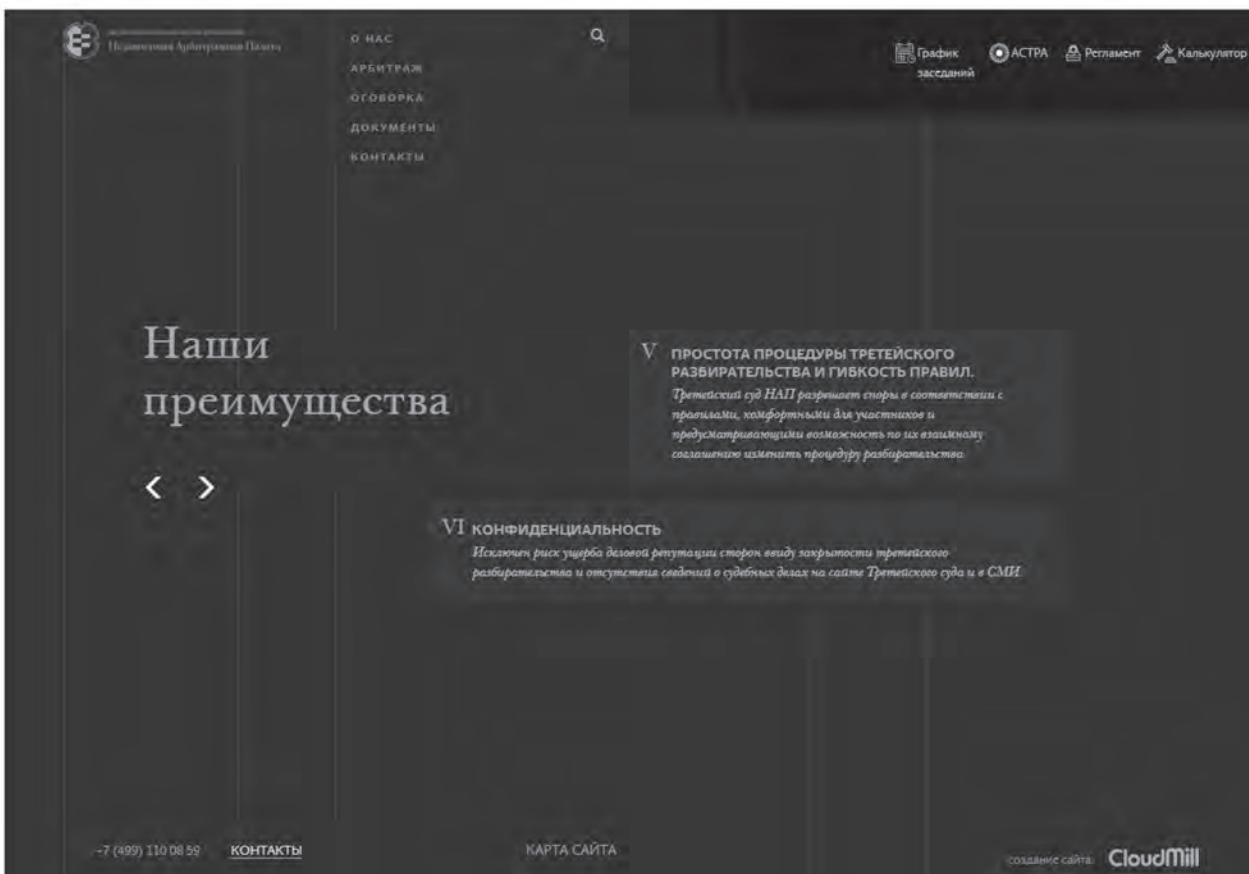 Независимая Арбитражная Палата
О НАС
АРБИТРАЖ
ОГОВОРКА
ДОКУМЕНТЫ
КОНТАКТЫ
График
заседаний
АСТРА
Регламент
Калькулятор
Наши
преимущества
V ПРОСТОТА ПРОЦЕДУРЫ ТРЕТЕЙСКОГО
РАЗБИРАТЕЛЬСТВА И ГИБКОСТЬ ПРАВИЛ.
Третейский суд НАП разрешает споры в соответствии с
правилами, комфортными для участников и
предусматривающими возможность по их взаимному
соглашению изменить процедуру разбирательства
VI КОНФИДЕНЦИАЛЬНОСТЬ
Исключен риск ущерба деловой репутации сторон ввиду закрытости третейского
разбирательства и отсутствия сведений о судебных делах на сайте Третейского суда и в СМИ
+7 (499) 110 08 59
КОНТАКТЫ
КАРТА САЙТА
создание сайта: CloudMill